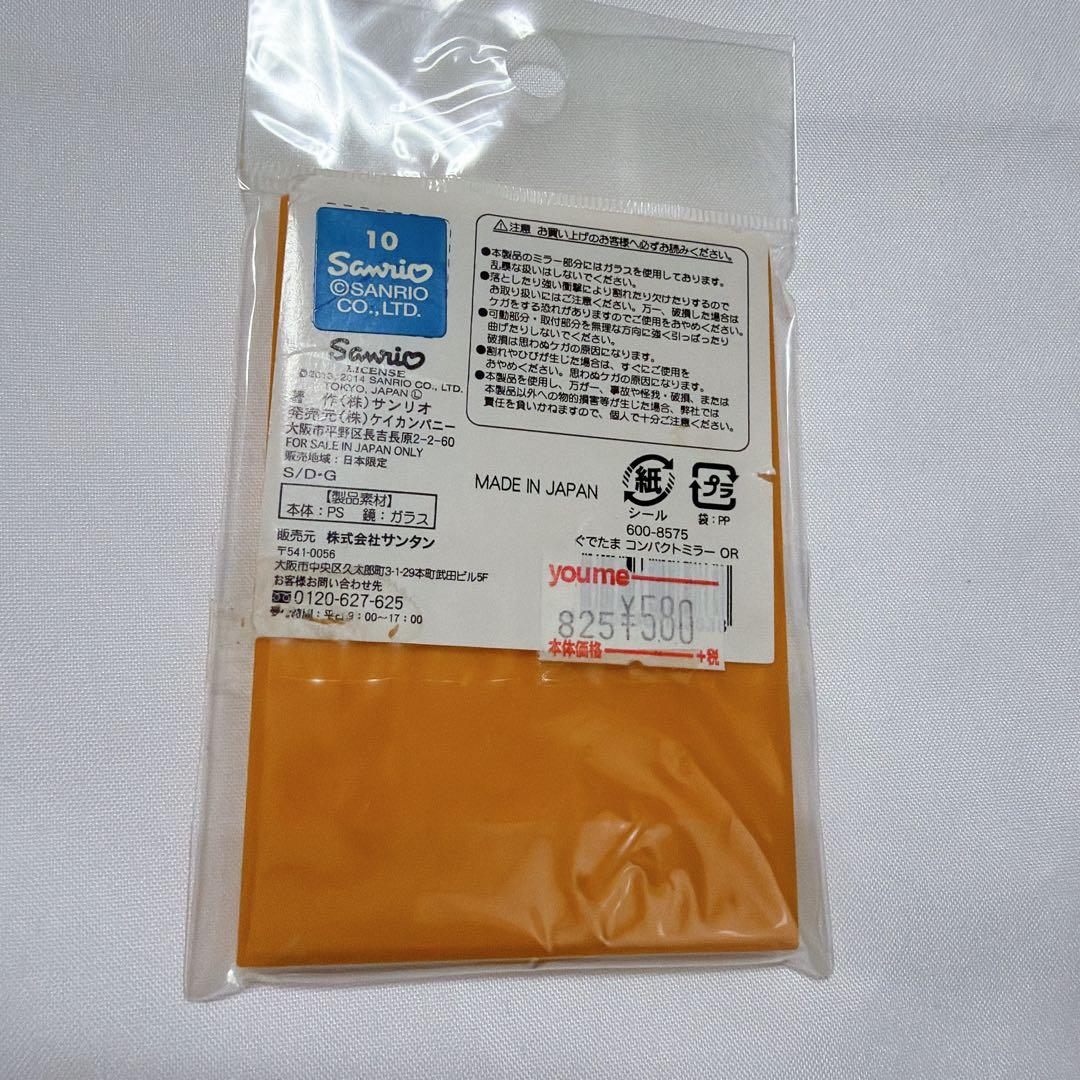 10
Sanrio
©SANRIO
CO.,LTD.
Sanrio
LICENSE
©2013, 2014 SANRIO CO., LTD.
TOKYO, JAPAN Ⓛ
著 作(株)サンリオ
発売元(株)ケイカンパニー
大阪市平野区長吉長原2-2-60
FOR SALE IN JAPAN ONLY
販売地域:日本限定
S/D-G
【製品素材】
本体:PS 鏡:ガラス
販売元 株式会社サンタン
〒541-0056
大阪市中央区久太郎町3-1-29本町武田ビル5F
お客様お問い合わせ先
0120-627-625
時間:平日9:00〜17:00
⚠注意 お買い上げのお客様へ必ずお読みください。
●本製品のミラー部分にはガラスを使用しております。
乱暴な扱いはしないでください。
●落としたり強い衝撃により割れたり欠けたりするので
お取り扱いにはご注意ください。万一、破損した場合は
ケガをする恐れがありますのでご使用をおやめください。
●可動部分・取付部分を無理な方向に強く引っぱったり
曲げたりしないでください。
破損は思わぬケガの原因になります。
●割れやひびが生じた場合は、すぐにご使用を
おやめください。思わぬケガの原因になります。
●本製品を使用し、万が一、事故や怪我・破損、または
本製品以外への物的損害等が生じた場合、弊社では
責任を負いかねますので、個人で十分ご注意ください。
MADE IN JAPAN
紙
シール
プラ
袋:PP
600-8575
ぐでたま コンパクトミラー OR
youme
¥580
825 ¥580
本体価格 +税